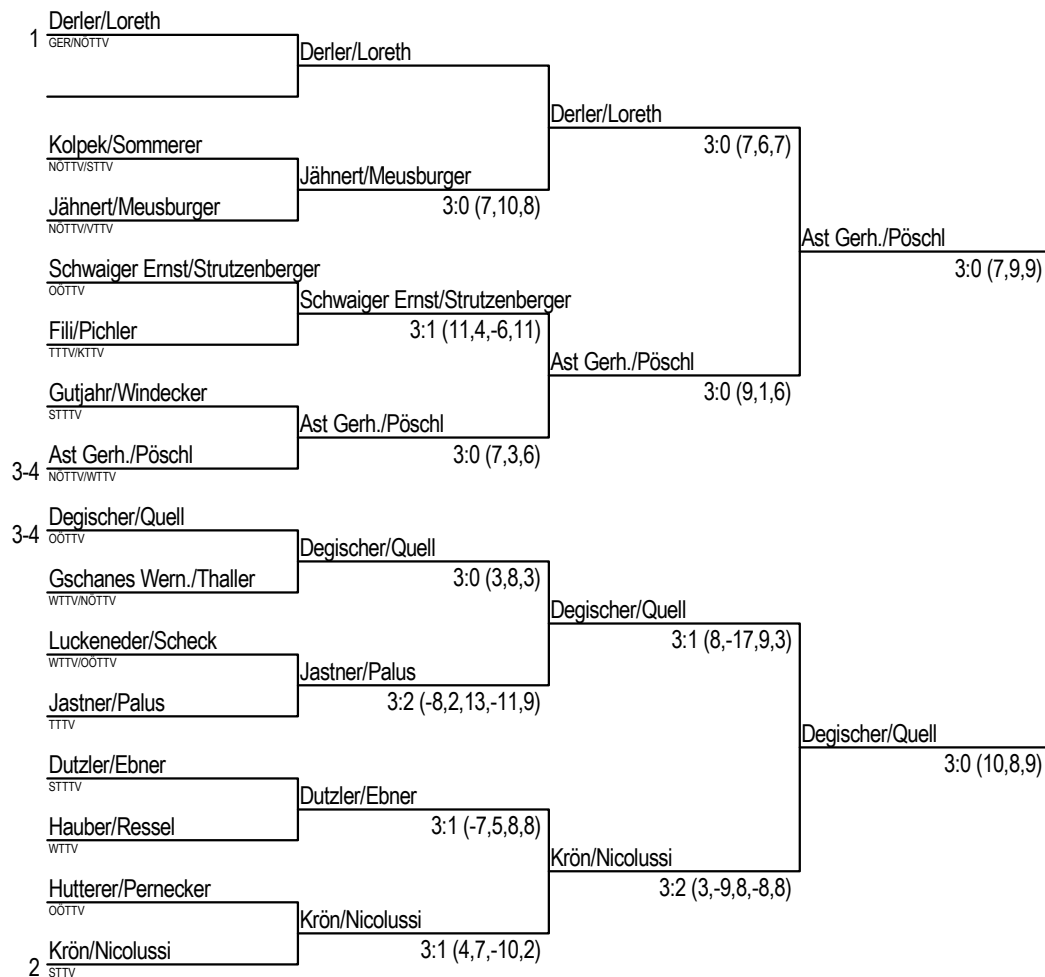 Derler/Loreth
1
GER/NÖTTV
Derler/Loreth
Derler/Loreth
Kolpek/Sommerer
3:0 (7,6,7)
NÖTTV/STTV
Jähnert/Meusburger
Jähnert/Meusburger
3:0 (7,10,8)
NÖTTV/VTTV
Ast Gerh./Pöschl
Schwaiger Ernst/Strutzenberger
3:0 (7,9,9)
OÖTTV
Schwaiger Ernst/Strutzenberger
Fili/Pichler
3:1 (11,4,-6,11)
TTTV/KTTV
Ast Gerh./Pöschl
Gutjahr/Windecker
3:0 (9,1,6)
STTTV
Ast Gerh./Pöschl
Ast Gerh./Pöschl
3:0 (7,3,6)
3-4
NÖTTV/WTTV
Degischer/Quell
3-4
OÖTTV
Degischer/Quell
Gschanes Wern./Thaller
3:0 (3,8,3)
WTTV/NÖTTV
Degischer/Quell
Luckeneder/Scheck
3:1 (8,-17,9,3)
WTTV/OÖTTV
Jastner/Palus
Jastner/Palus
3:2 (-8,2,13,-11,9)
TTTV
Degischer/Quell
Dutzler/Ebner
3:0 (10,8,9)
STTTV
Dutzler/Ebner
Hauber/Ressel
3:1 (-7,5,8,8)
WTTV
Krön/Nicolussi
Hutterer/Pernecker
3:2 (3,-9,8,-8,8)
OÖTTV
Krön/Nicolussi
Krön/Nicolussi
3:1 (4,7,-10,2)
2
STTV